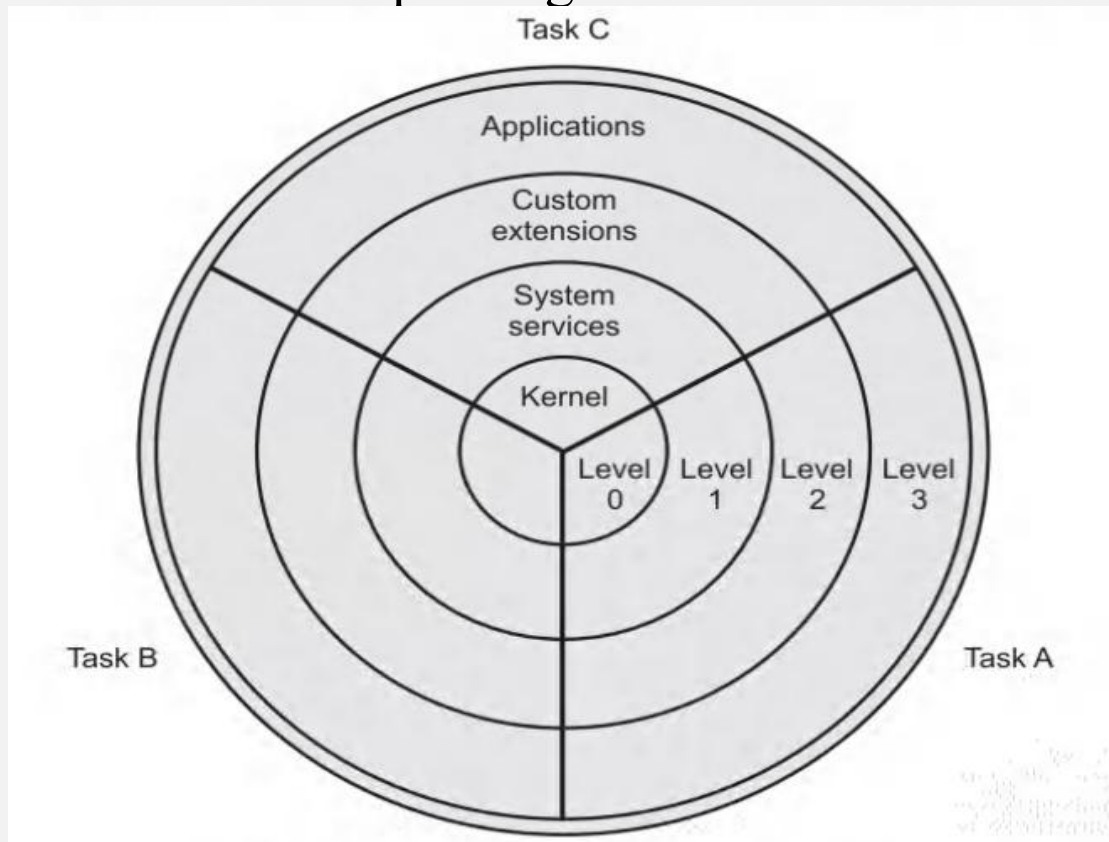 Task C
Applications
Custom
extensions
System
services
Kernel
Level Level Level Level
0 1 2 3
Task B
Task A